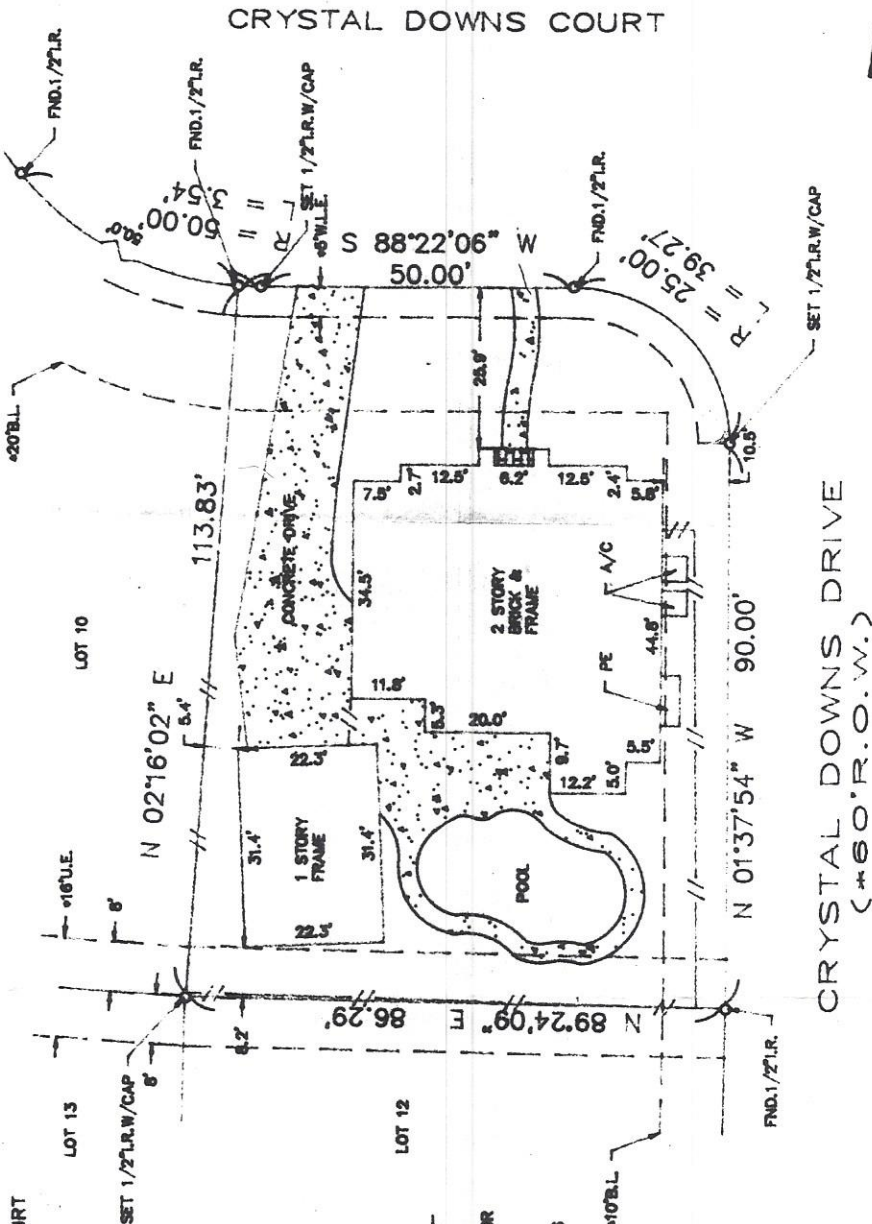 CRYSTAL DOWNS COURT
FND.1/2"I.R.
FND.1/2"I.R.
SET 1/2"I.R.W/CAP
R = 60.00'
L = 3.54'
50.0'
*5'W.L.E.
S 88°22'06" W
50.00'
FND.1/2"I.R.
R = 25.00'
L = 39.27'
SET 1/2"I.R.W/CAP
*20'B.L.
LOT 10
113.83'
N 02°16'02" E
CONCRETE DRIVE
25.9'
7.5'
2.7'
12.5'
6.2'
12.5'
2.4'
5.8'
10.5'
34.5'
2 STORY
BRICK &
FRAME
A/C
PE
44.8'
11.8'
5.3'
20.0'
9.7'
12.2'
5.0'
5.5'
5.4'
22.3'
31.4'
1 STORY
FRAME
31.4'
22.3'
POOL
*16'U.E.
8'
8'
8.2'
N 89°24'09" E
86.29'
N 01°37'54" W 90.00'
CRYSTAL DOWNS DRIVE
(*60'R.O.W.)
LOT 13
SET 1/2"I.R.W/CAP
LOT 12
*10'B.L.
FND.1/2"I.R.